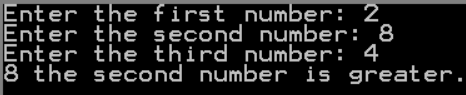 Enter the first number: 2
Enter the second number: 8
Enter the third number: 4
8 the second number is greater.